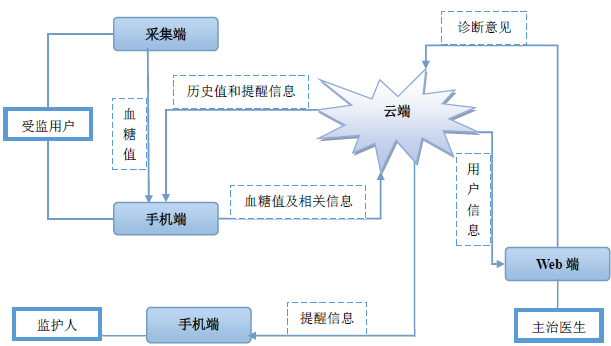 采集端
诊断意见
历史值和提醒信息
云端
血
糖
值
受监用户
用
户
信
息
血糖值及相关信息
手机端
Web 端
监护人
手机端
提醒信息
主治医生